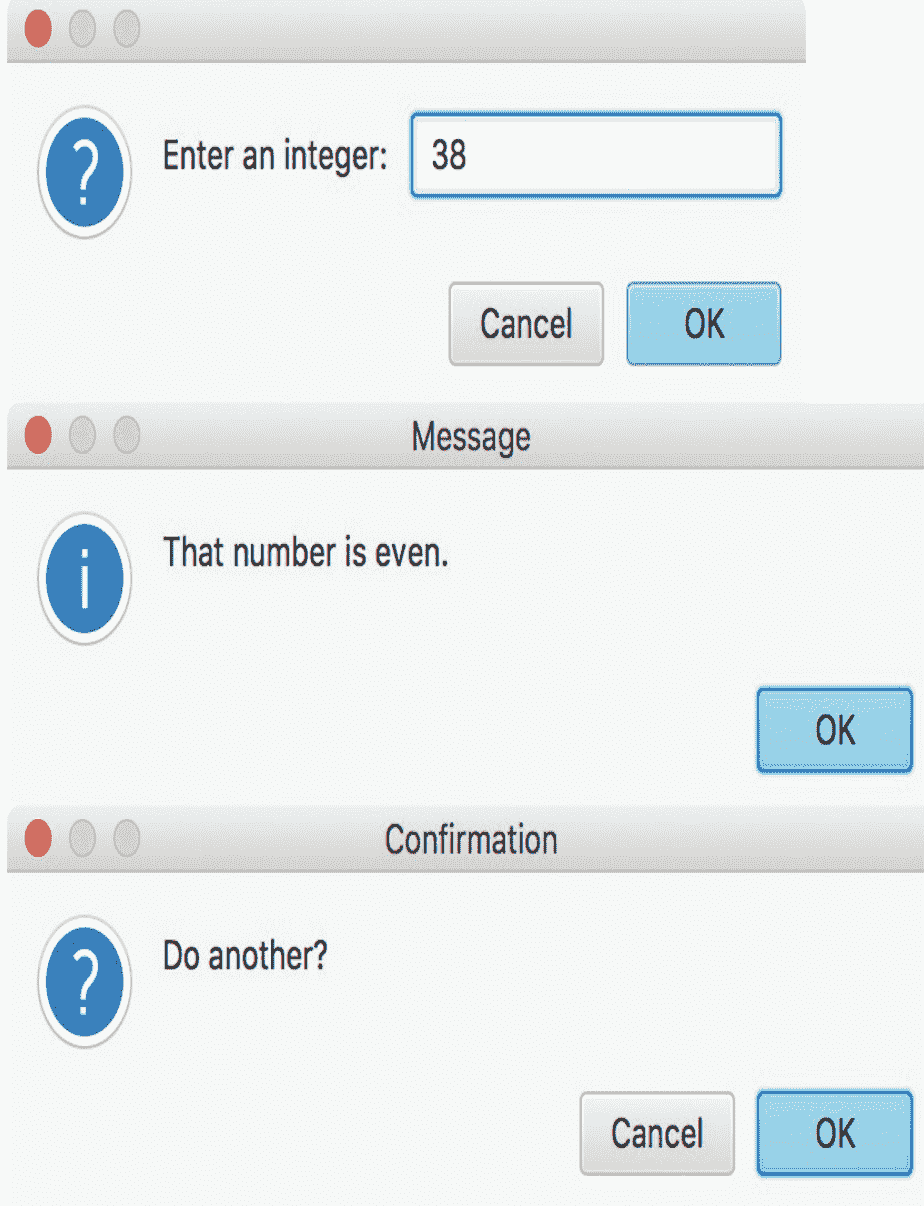 ?
Enter an integer: 38
Cancel OK
Message
i
That number is even.
OK
Confirmation
?
Do another?
Cancel OK